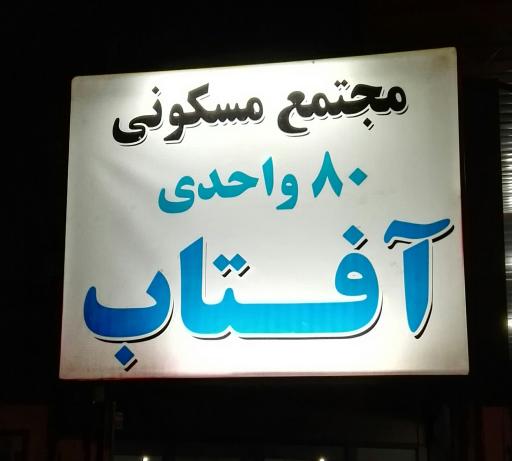 مجتمع مسکونی
۸۰ واحدی
آفتاب